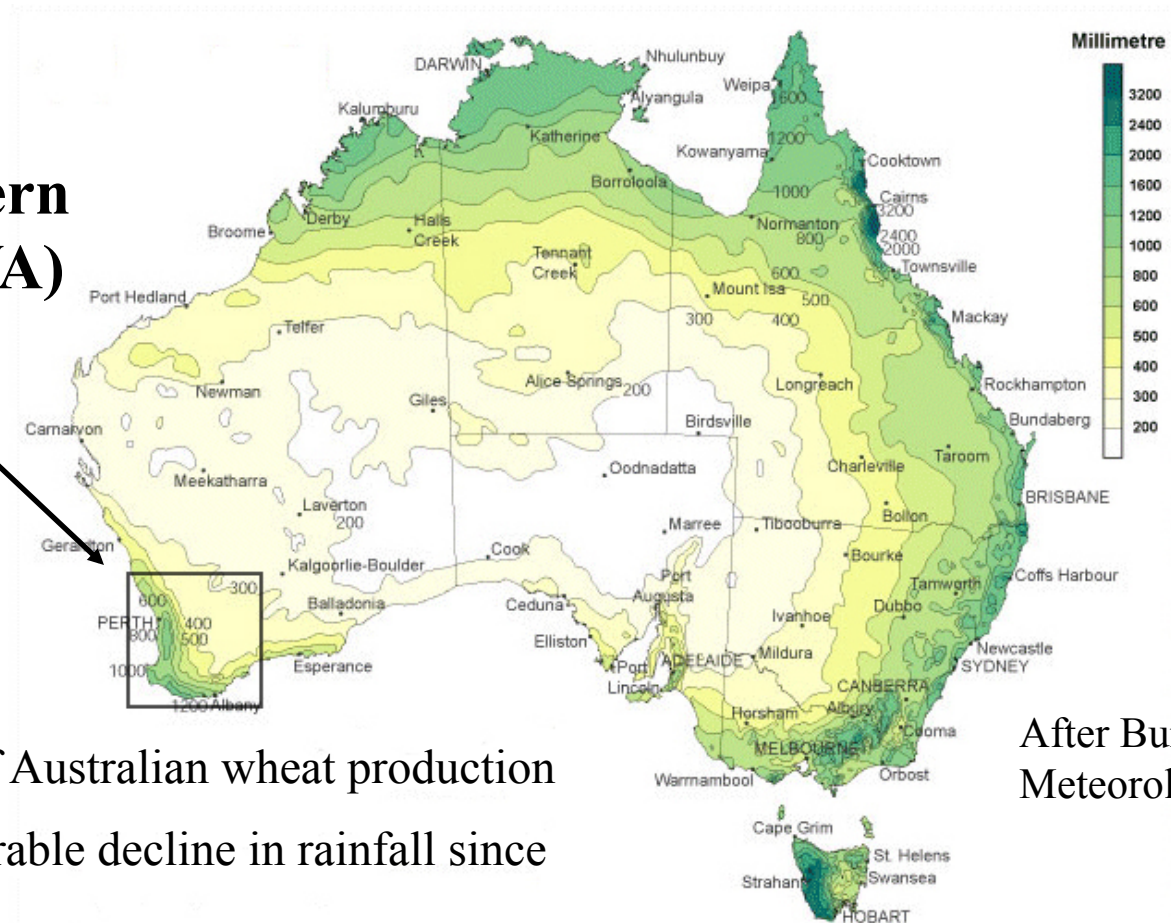 Millimetre
3200
2400
2000
1600
1200
1000
800
600
500
400
300
200
ern
A)
DARWIN
Nhulunbuy
Weipa
1600
Alyangula
Kalumburu
Katherine
1200
Kowanyama
Cooktown
Borroloola
1000
Cairns
3200
Derby
Halls
Creek
Broome
Normanton
800
2400
2000
Tennant
Creek
600
Townsville
Port Hedland
Mount Isa
500
300
400
Mackay
Telfer
Alice Springs
200
Longreach
Rockhampton
Newman
Giles
Birdsville
Bundaberg
Carnarvon
Oodnadatta
Charleville
Taroom
Meekatharra
Laverton
200
BRISBANE
Bollon
Marree
Tibooburra
Geraldton
Cook
Bourke
Kalgoorlie-Boulder
Port
Augusta
Tamworth
Coffs Harbour
300
600
Balladonia
Ceduna
Dubbo
PERTH
400
800
500
Ivanhoe
Elliston
Newcastle
1000
Esperance
Port
Lincoln
ADELAIDE
Mildura
SYDNEY
1200
Albany
CANBERRA
Horsham
Albury
Cooma
MELBOURNE
Orbost
Warrnambool
After Bu
Meteorol
f Australian wheat production
rable decline in rainfall since
Cape Grim
St. Helens
Strahan
Swansea
HOBART